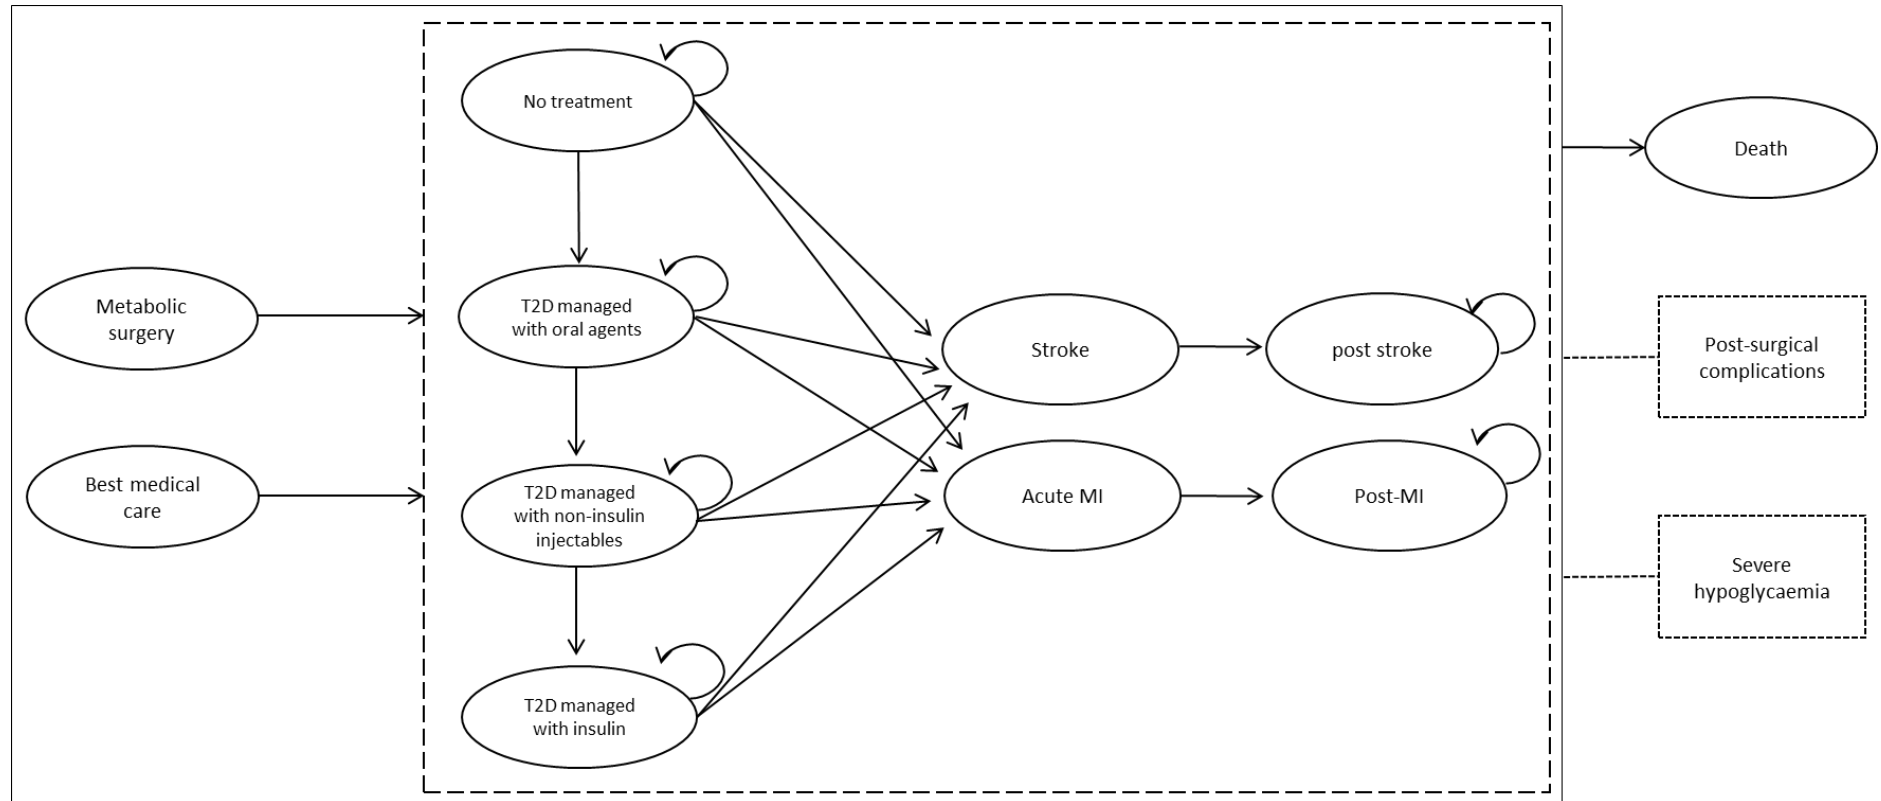 No treatment
Death
Metabolic
surgery
T2D managed
with oral agents
Stroke
post stroke
Post-surgical
complications
Best medical
care
T2D managed
with non-insulin
injectables
Acute MI
Post-MI
Severe
hypoglycaemia
T2D managed
with insulin